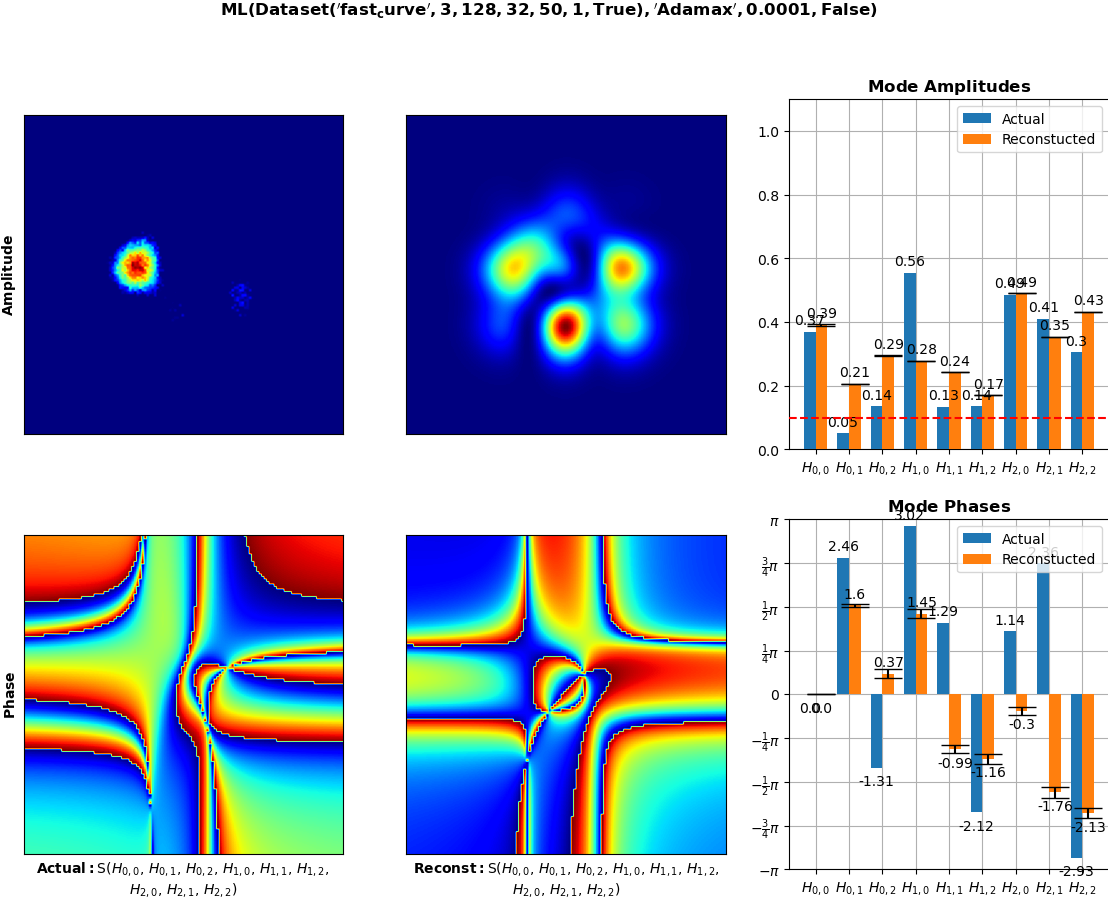 ML(Dataset('fast_curve', 3, 128, 32, 50, 1, True), 'Adamax', 0.0001, False)
Amplitude
Mode Amplitudes
Actual
Reconstucted
1.0
0.8
0.6
0.4
0.2
0.0
0.37
0.39
0.05
0.21
0.14
0.29
0.56
0.28
0.13
0.24
0.14
0.17
0.49
0.49
0.41
0.35
0.3
0.43
H0,0 H0,1 H0,2 H1,0 H1,1 H1,2 H2,0 H2,1 H2,2
Phase
Actual: S(H0,0, H0,1, H0,2, H1,0, H1,1, H1,2,
H2,0, H2,1, H2,2)
Reconst: S(H0,0, H0,1, H0,2, H1,0, H1,1, H1,2,
H2,0, H2,1, H2,2)
Mode Phases
Actual
Reconstucted
π
3/4π
1/2π
1/4π
0
−1/4π
−1/2π
−3/4π
−π
0.0
0.0
2.46
1.6
-1.31
0.37
3.02
1.45
1.29
-0.99
-2.12
-1.16
1.14
-0.3
2.36
-1.76
-2.93
-2.13
H0,0 H0,1 H0,2 H1,0 H1,1 H1,2 H2,0 H2,1 H2,2